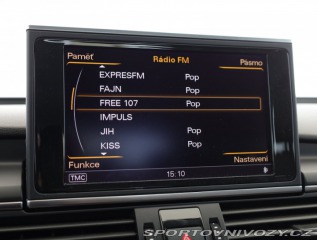 Paměť Rádio FM Pásmo
EXPRESFM Pop
FAJN Pop
FREE 107 Pop
IMPULS
JIH Pop
KISS Pop
Funkce Nastavení
TMC 15:10
SPORTOVNIVOZY.CZ